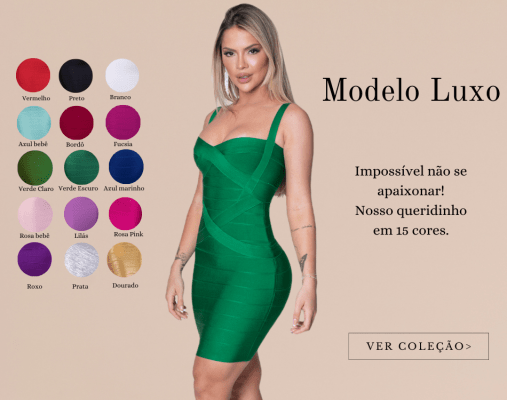 Vermelho Preto Branco
Azul bebê Bordô Fucsia
Verde Claro Verde Escuro Azul marinho
Rosa bebê Lilás Rosa Pink
Roxo Prata Dourado
Modelo Luxo
Impossível não se
apaixonar!
Nosso queridinho
em 15 cores.
VER COLEÇÃO>